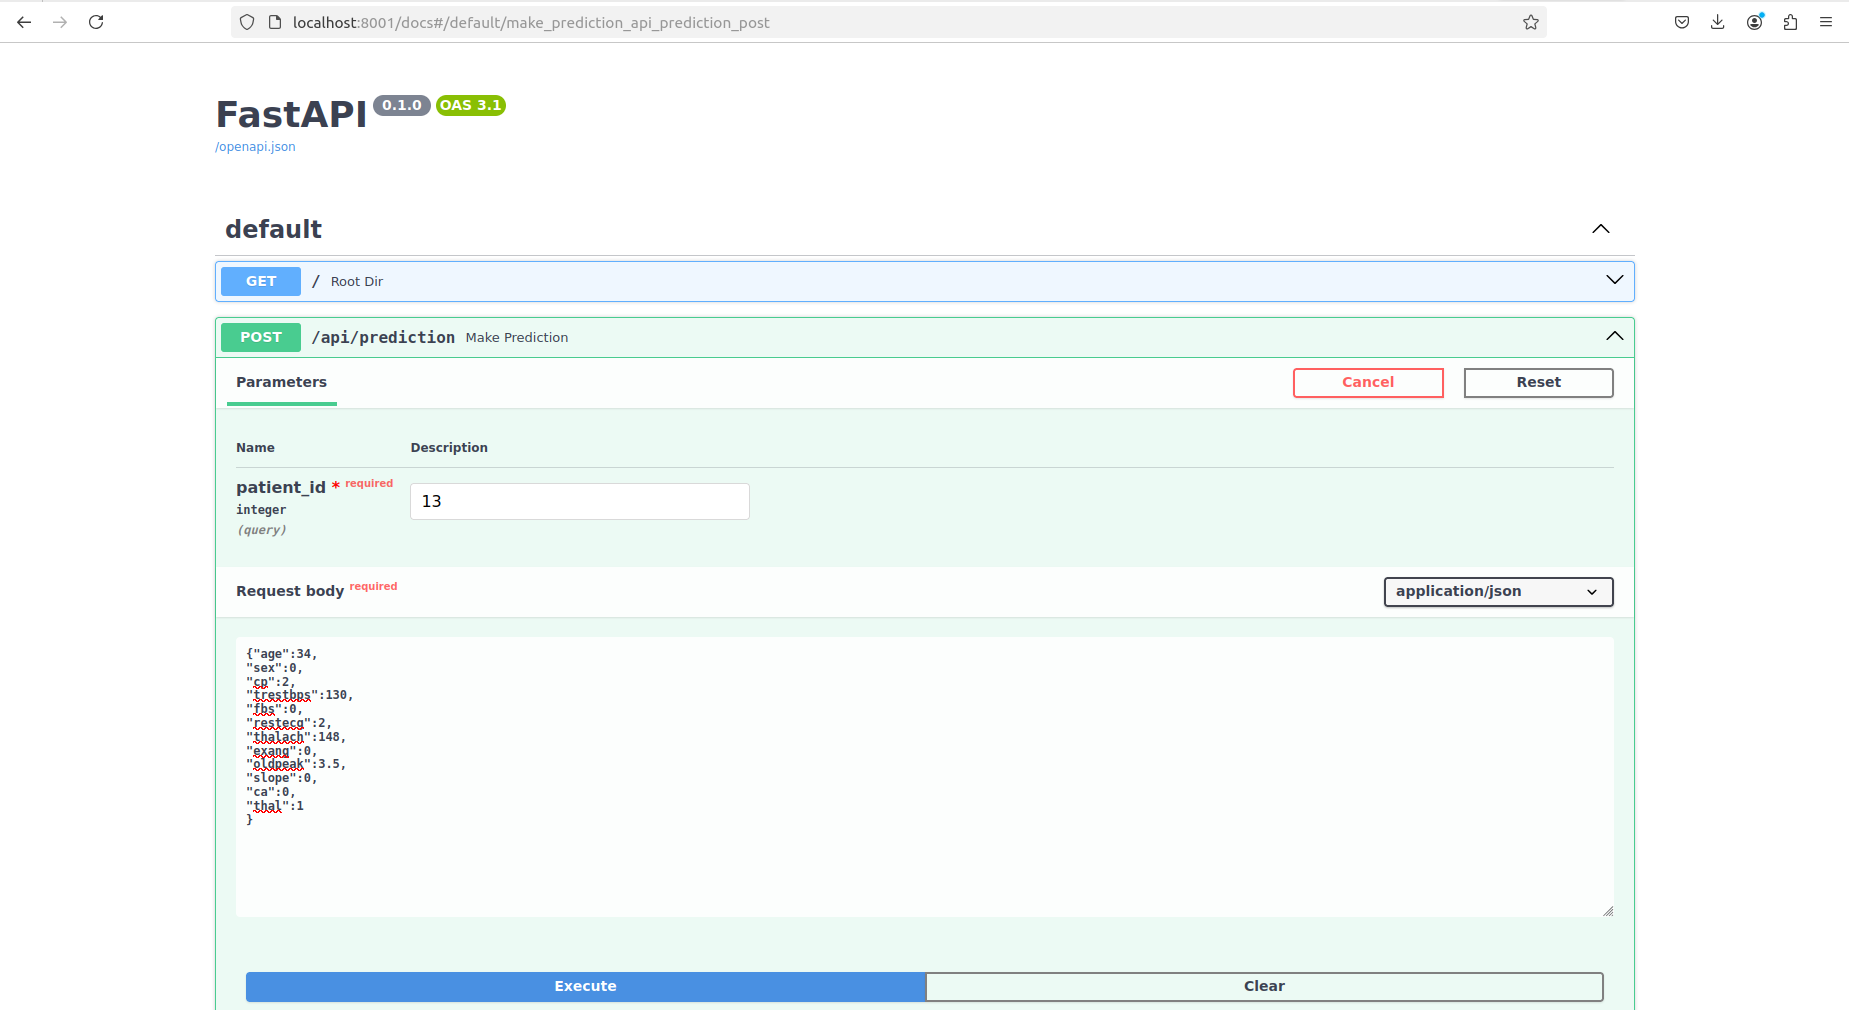 localhost:8001/docs#/default/make_prediction_api_prediction_post
FastAPI 0.1.0 OAS 3.1
/openapi.json
default
GET / Root Dir
POST /api/prediction Make Prediction
Parameters Cancel Reset
Name Description
patient_id * required 13
integer
(query)
Request body required application/json
{"age":34,
"sex":0,
"cp":2,
"trestbps":130,
"fbs":0,
"restecg":2,
"thalach":148,
"exang":0,
"oldpeak":3.5,
"slope":0,
"ca":0,
"thal":1
}
Execute Clear